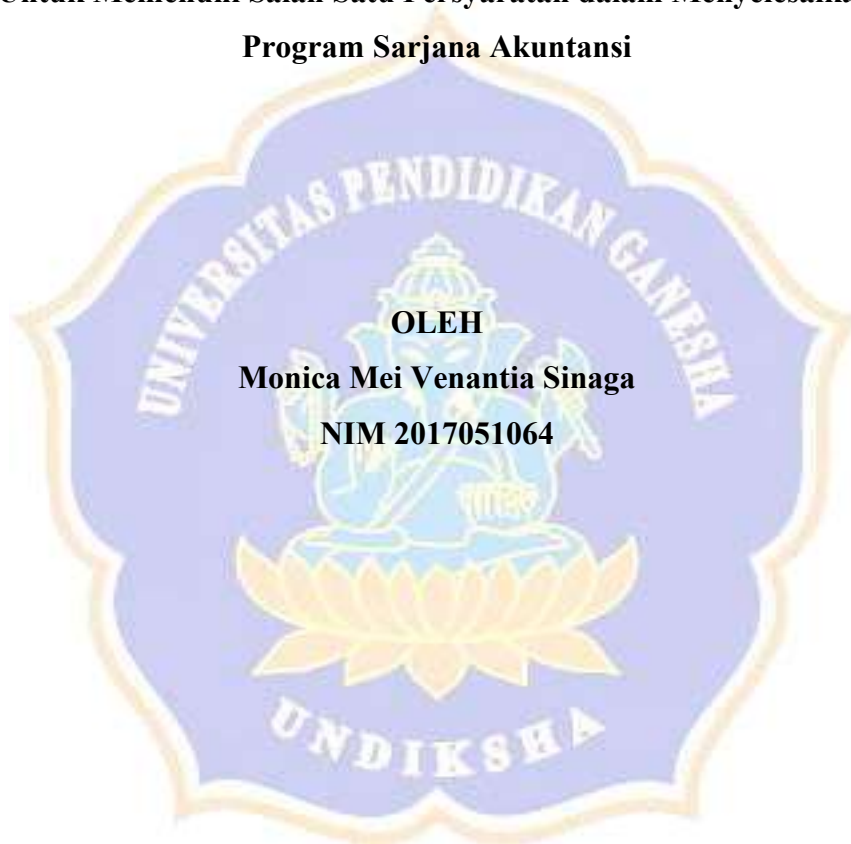 Program Sarjana Akuntansi
UNIVERSITAS PENDIDIKAN GANESHA
OLEH
Monica Mei Venantia Sinaga
NIM 2017051064
UNDIKSHA